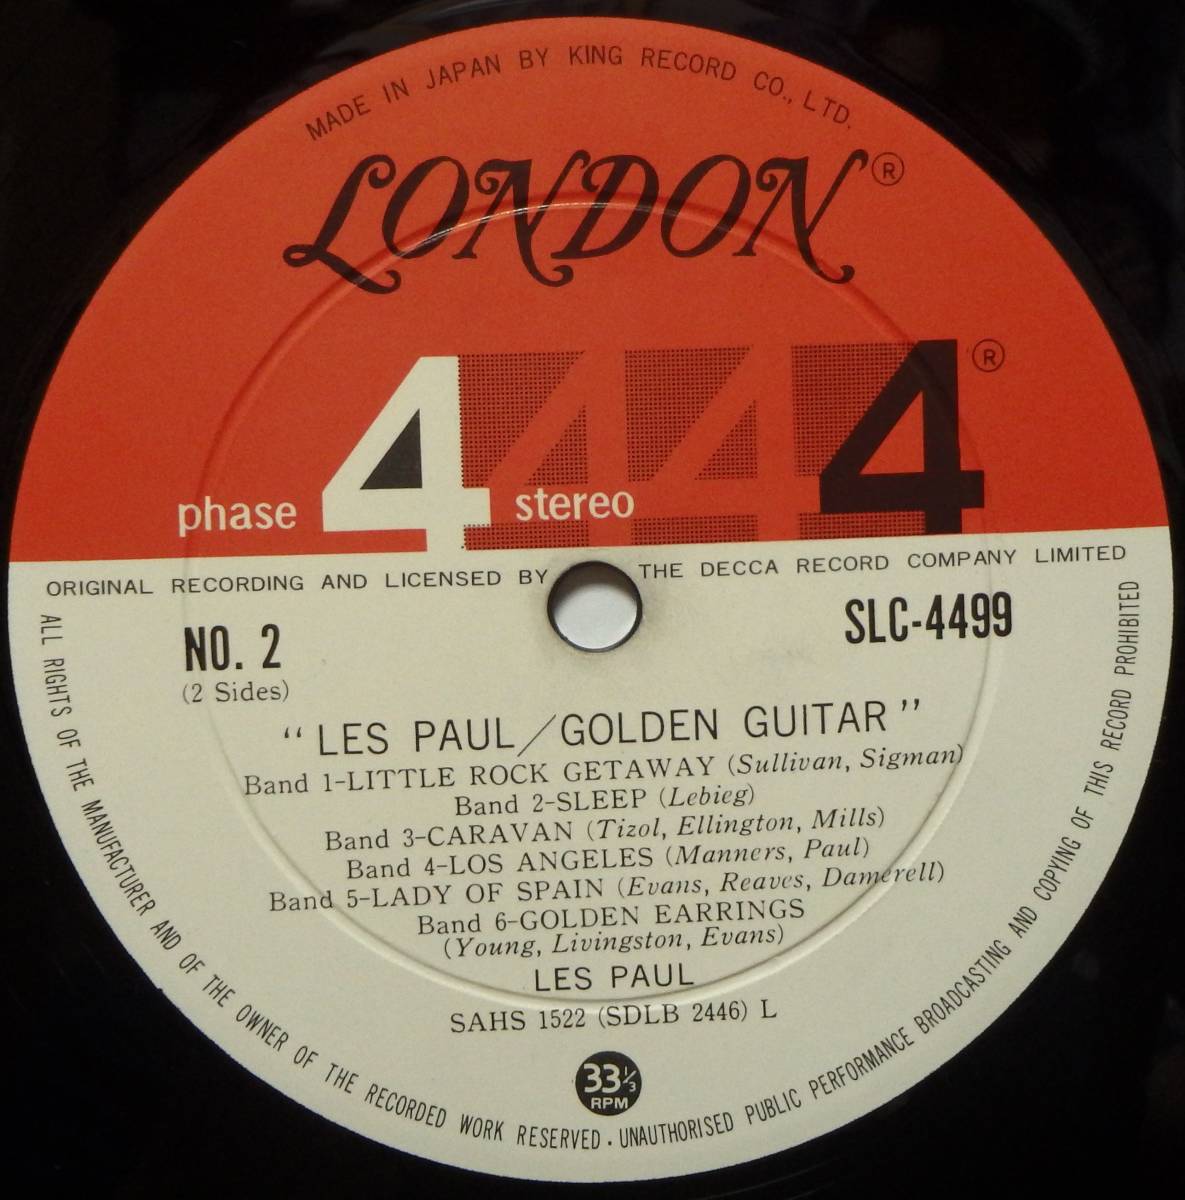 MADE IN JAPAN BY KING RECORD CO., LTD.
LONDON®
phase 4 stereo 4 4 4®
ORIGINAL RECORDING AND LICENSED BY THE DECCA RECORD COMPANY LIMITED
NO. 2
(2 Sides)
SLC-4499
“LES PAUL/GOLDEN GUITAR”
Band 1-LITTLE ROCK GETAWAY (Sullivan, Sigman)
Band 2-SLEEP (Lebieg)
Band 3-CARAVAN (Tizol, Ellington, Mills)
Band 4-LOS ANGELES (Manners, Paul)
Band 5-LADY OF SPAIN (Evans, Reaves, Damerell)
Band 6-GOLDEN EARRINGS
(Young, Livingston, Evans)
LES PAUL
SAHS 1522 (SDLB 2446) L
33⅓
RPM
ALL RIGHTS OF THE MANUFACTURER AND OF THE OWNER OF THE RECORDED WORK RESERVED. UNAUTHORISED PUBLIC PERFORMANCE BROADCASTING AND COPYING OF THIS RECORD PROHIBITED